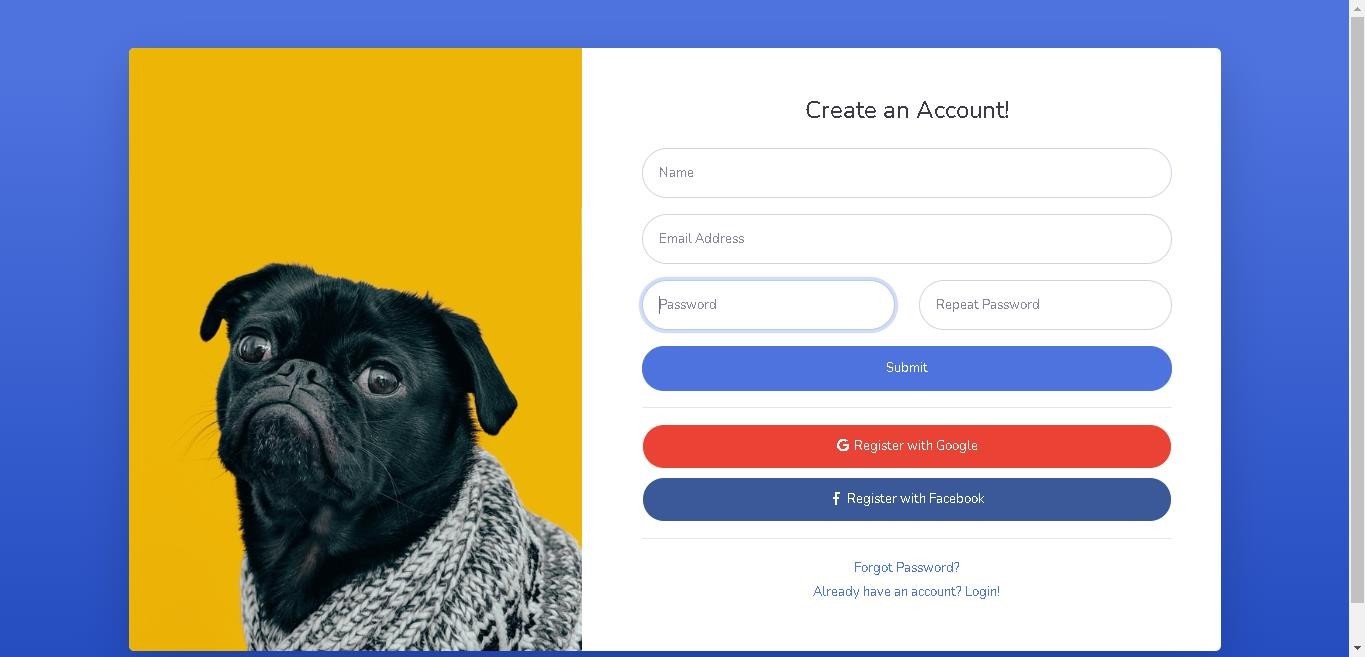 Create an Account!
Name
Email Address
Password
Repeat Password
Submit
Register with Google
Register with Facebook
Forgot Password?
Already have an account? Login!